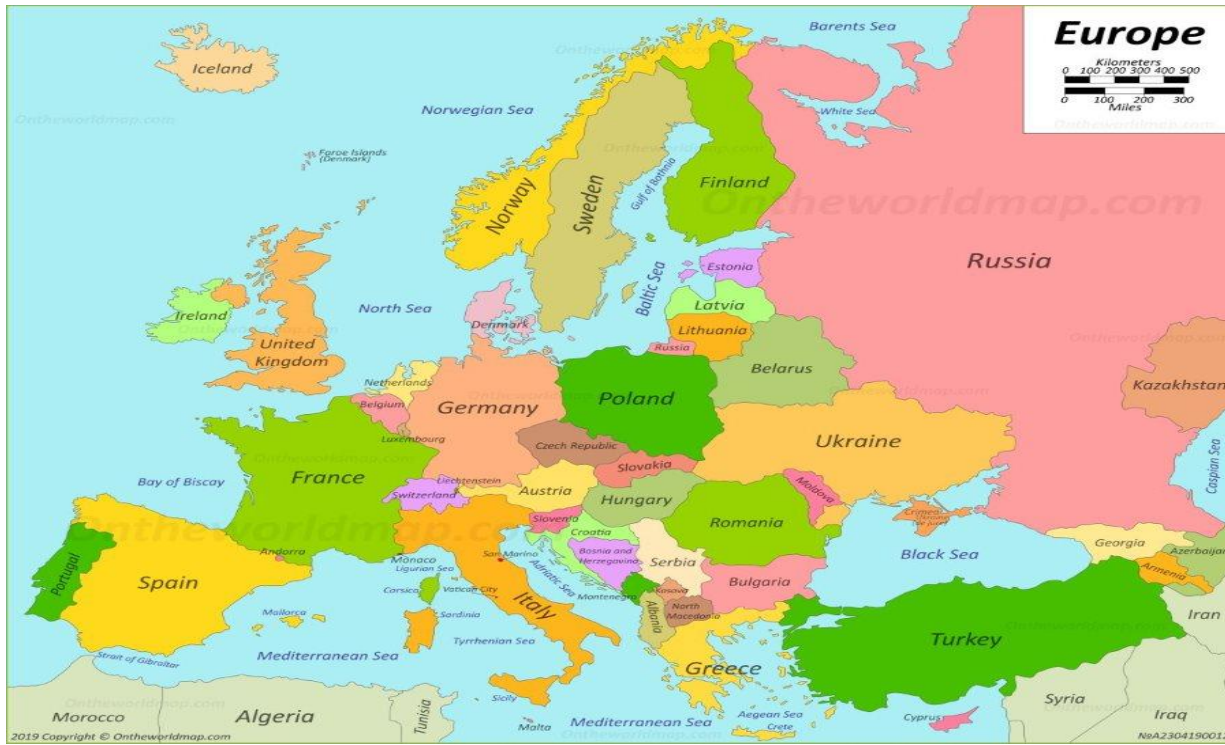 Europe
Kilometers
0 100 200 300 400 500
0 100 200 300
Miles
Barents Sea
White Sea
Iceland
Ontheworldmap.com
Norwegian Sea
Ontheworldmap.com
Faroe Islands
(Denmark)
Norway
Sweden
Gulf of Bothnia
Finland
Ontheworldmap.com
Russia
Estonia
Baltic Sea
Latvia
North Sea
Ireland
Denmark
Lithuania
Russia
United
Kingdom
Belarus
Kazakhstan
Netherlands
Belgium
Germany
Poland
Luxembourg
Czech Republic
Ukraine
Slovakia
France
Bay of Biscay
Liechtenstein
Switzerland
Austria
Hungary
Moldova
Caspian Sea
Romania
Slovenia
Croatia
Ontheworldmap.com
Portugal
Spain
Andorra
Monaco
Ligurian Sea
San Marino
Adriatic Sea
Bosnia and
Herzegovina
Serbia
Black Sea
Georgia
Azerbaijan
Armenia
Bulgaria
Corsica
Vatican City
Italy
Montenegro
Kosovo
North
Macedonia
Albania
Iran
Mallorca
Sardinia
Tyrrhenian Sea
Turkey
Greece
Strait of Gibraltar
Mediterranean Sea
Sicily
Malta
Mediterranean Sea
Aegean Sea
Crete
Cyprus
Syria
Iraq
Morocco
Algeria
Tunisia
2019 Copyright © Ontheworldmap.com